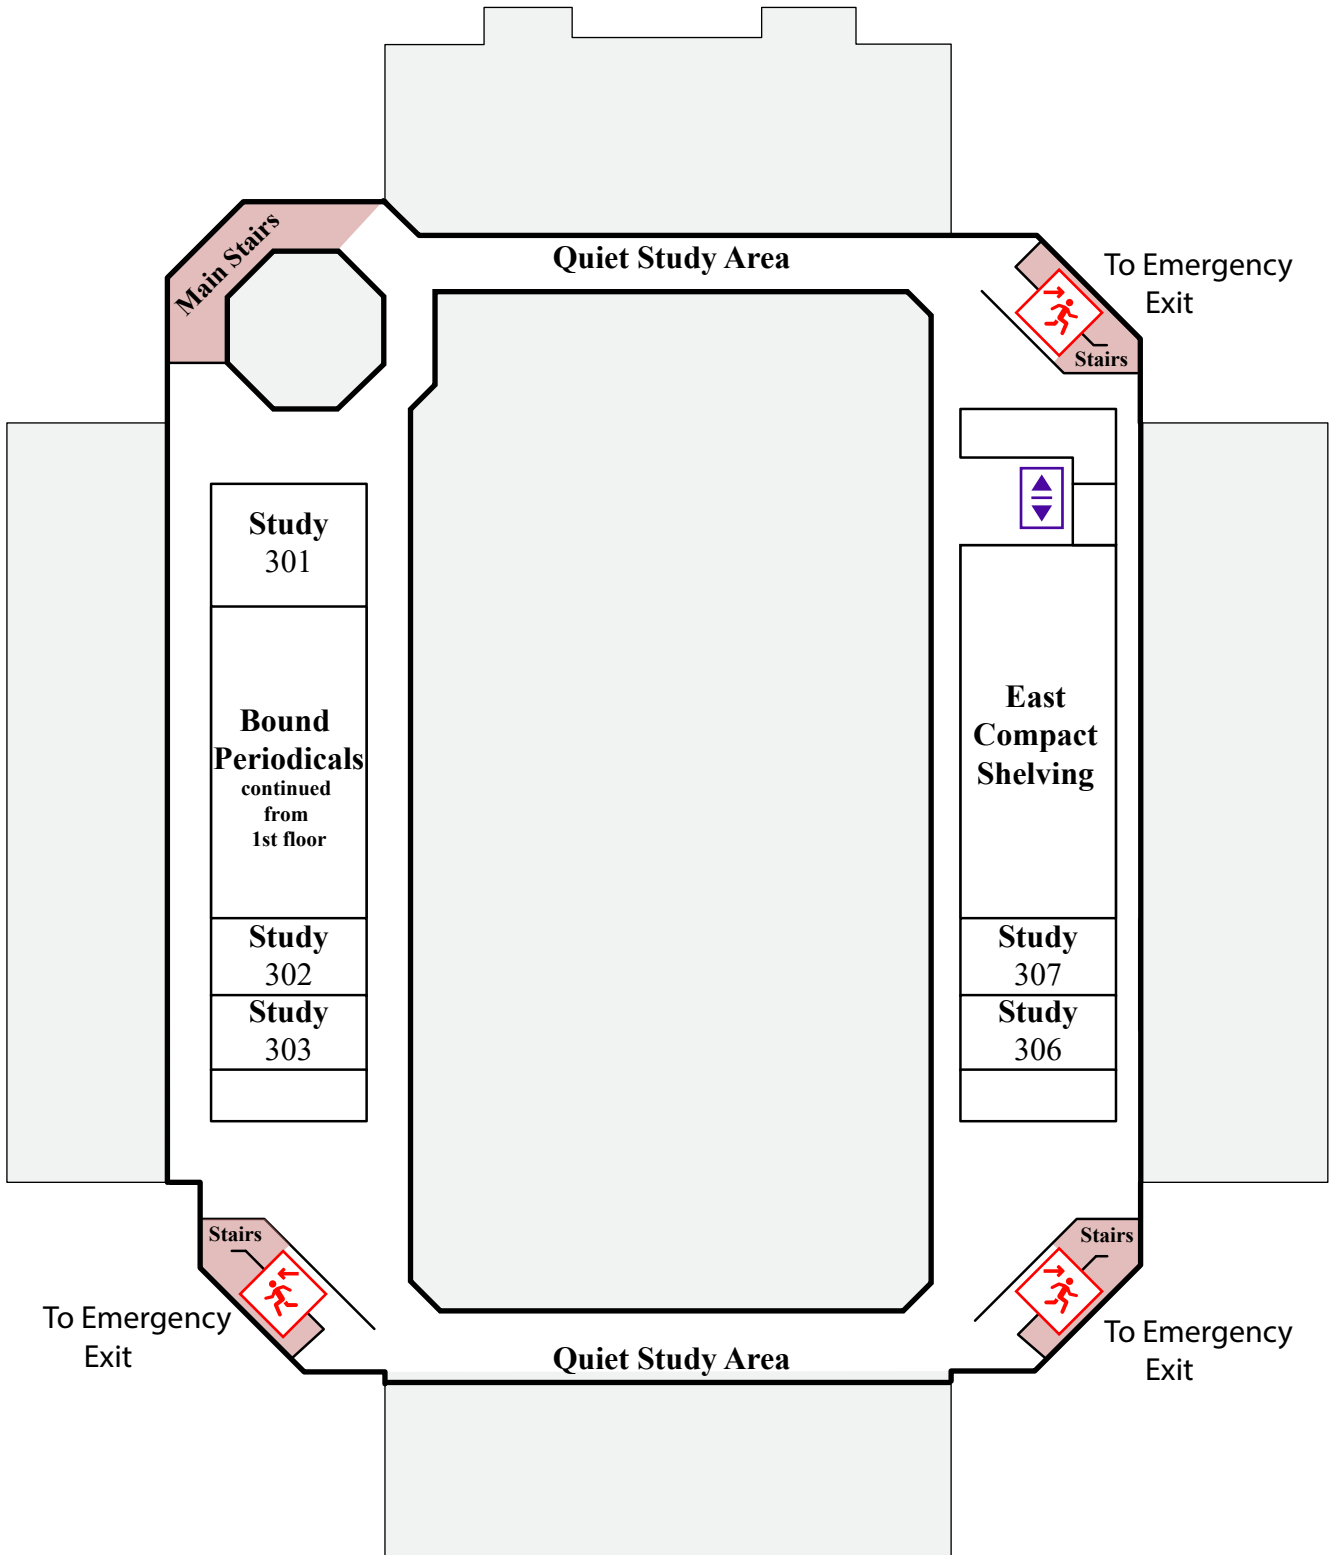 Main Stairs
Quiet Study Area
To Emergency
Exit
Stairs
Study
301
Bound
Periodicals
continued
from
1st floor
Study
302
Study
303
East
Compact
Shelving
Study
307
Study
306
Stairs
To Emergency
Exit
Quiet Study Area
Stairs
To Emergency
Exit